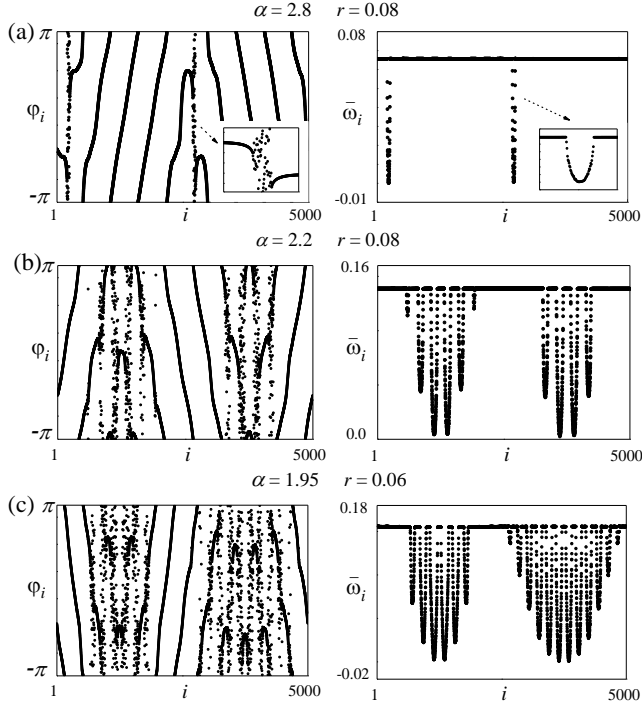 α = 2.8 r = 0.08
(a) π 0.08
φi ω̄i
-π -0.01
1 i 5000 1 i 5000
α = 2.2 r = 0.08
(b) π 0.16
φi ω̄i
-π 0.0
1 i 5000 1 i 5000
α = 1.95 r = 0.06
(c) π 0.18
φi ω̄i
-π -0.02
1 i 5000 1 i 5000